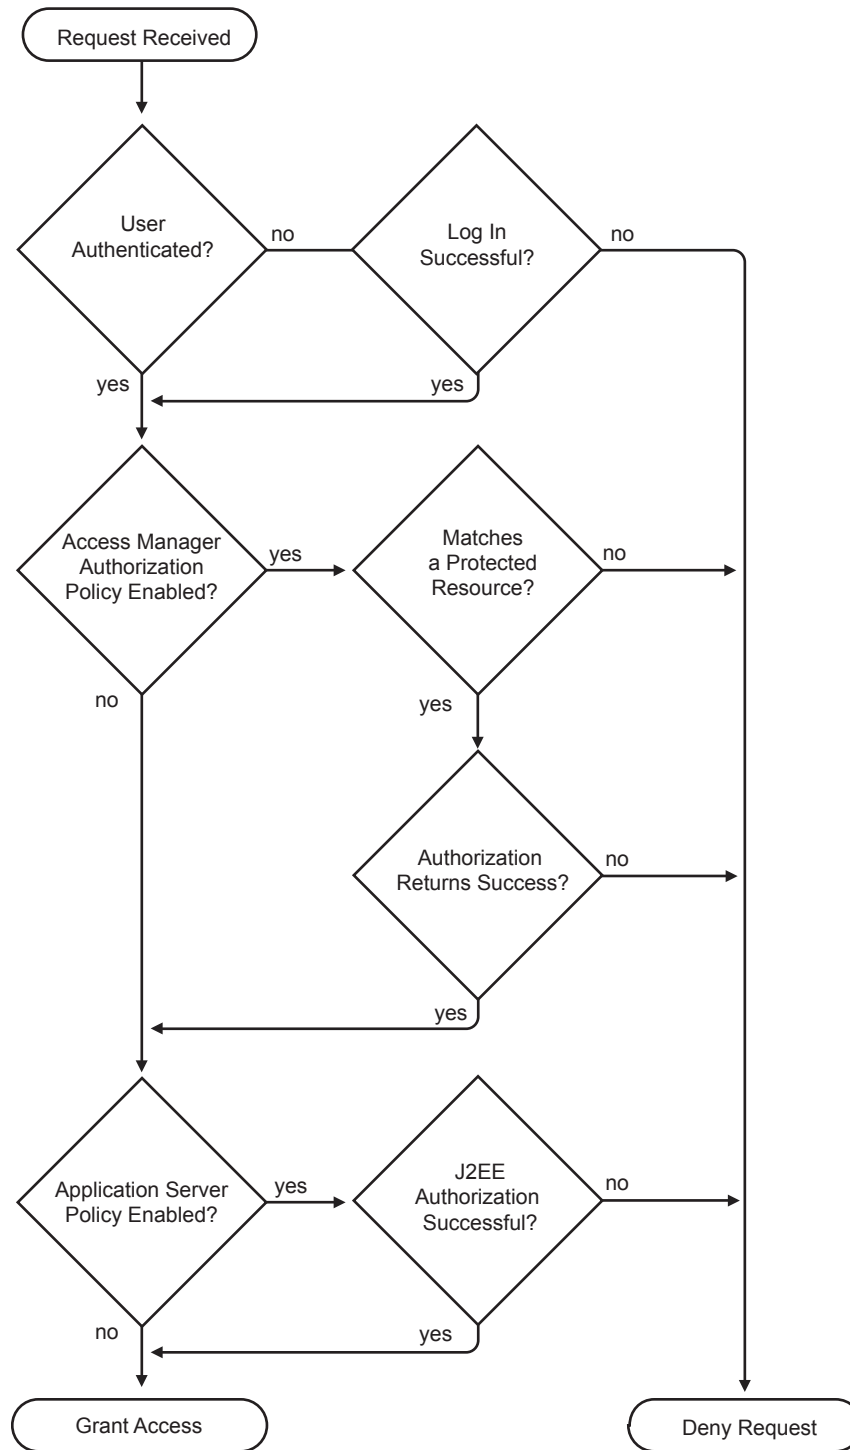 Request Received
User
Authenticated?
no
Log In
Successful?
no
yes
yes
Access Manager
Authorization
Policy Enabled?
yes
Matches
a Protected
Resource?
no
no
yes
Authorization
Returns Success?
no
yes
Application Server
Policy Enabled?
yes
J2EE
Authorization
Successful?
no
no
yes
Grant Access
Deny Request